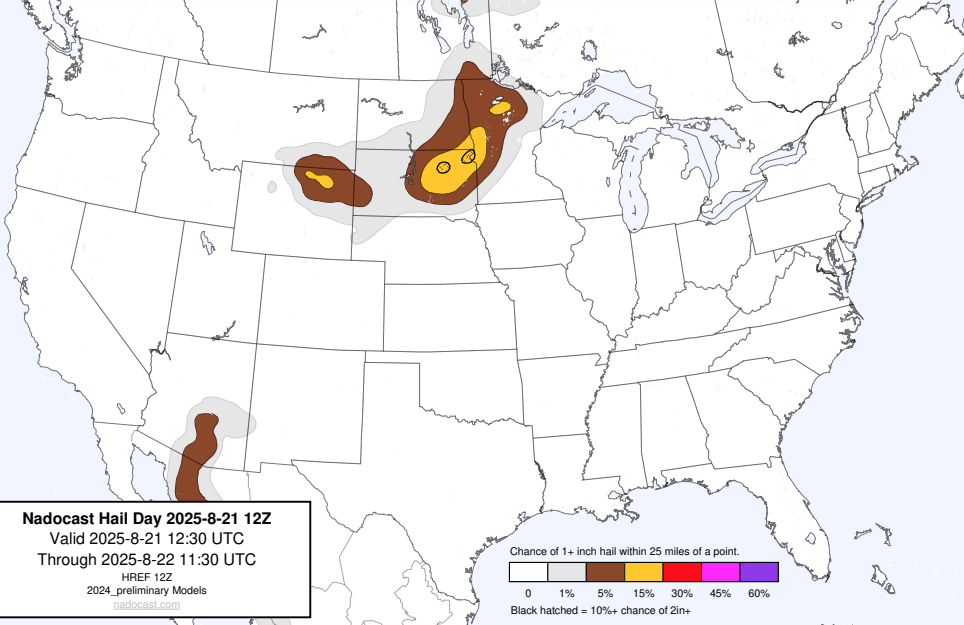 Nadocast Hail Day 2025-8-21 12Z
Valid 2025-8-21 12:30 UTC
Through 2025-8-22 11:30 UTC
HREF 12Z
2024_preliminary Models
nadocast.com
Chance of 1+ inch hail within 25 miles of a point.
0 1% 5% 15% 30% 45% 60%
Black hatched = 10%+ chance of 2in+